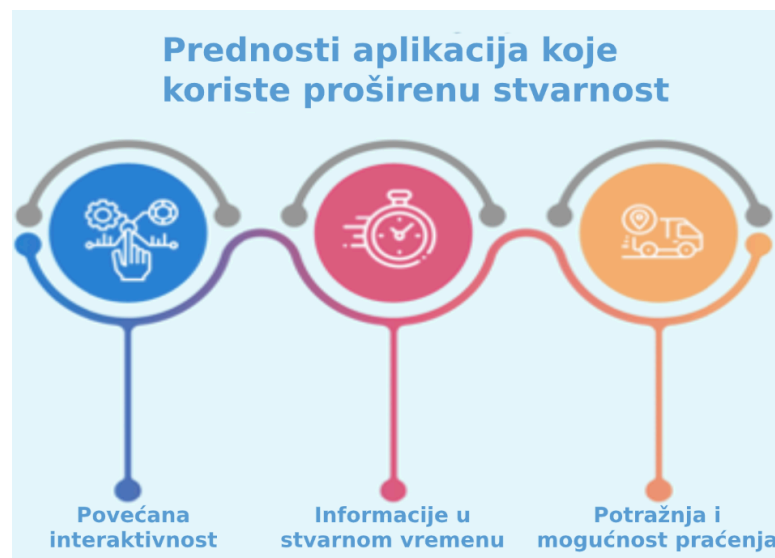 Prednosti aplikacija koje
koriste proširenu stvarnost
Povećana
interaktivnost
Informacije u
stvarnom vremenu
Potražnja i
mogućnost praćenja